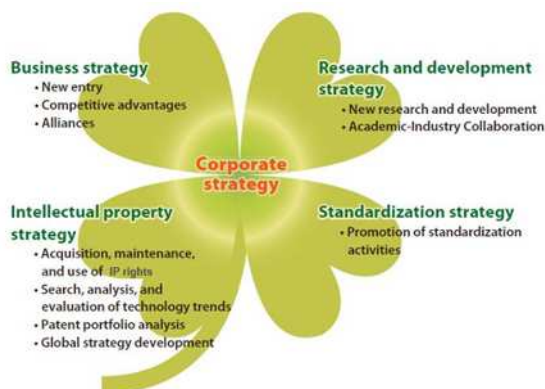 Business strategy
• New entry
• Competitive advantages
• Alliances
Research and development
strategy
• New research and development
• Academic-Industry Collaboration
Corporate
strategy
Intellectual property
strategy
• Acquisition, maintenance,
and use of IP rights
• Search, analysis, and
evaluation of technology trends
• Patent portfolio analysis
• Global strategy development
Standardization strategy
• Promotion of standardization
activities